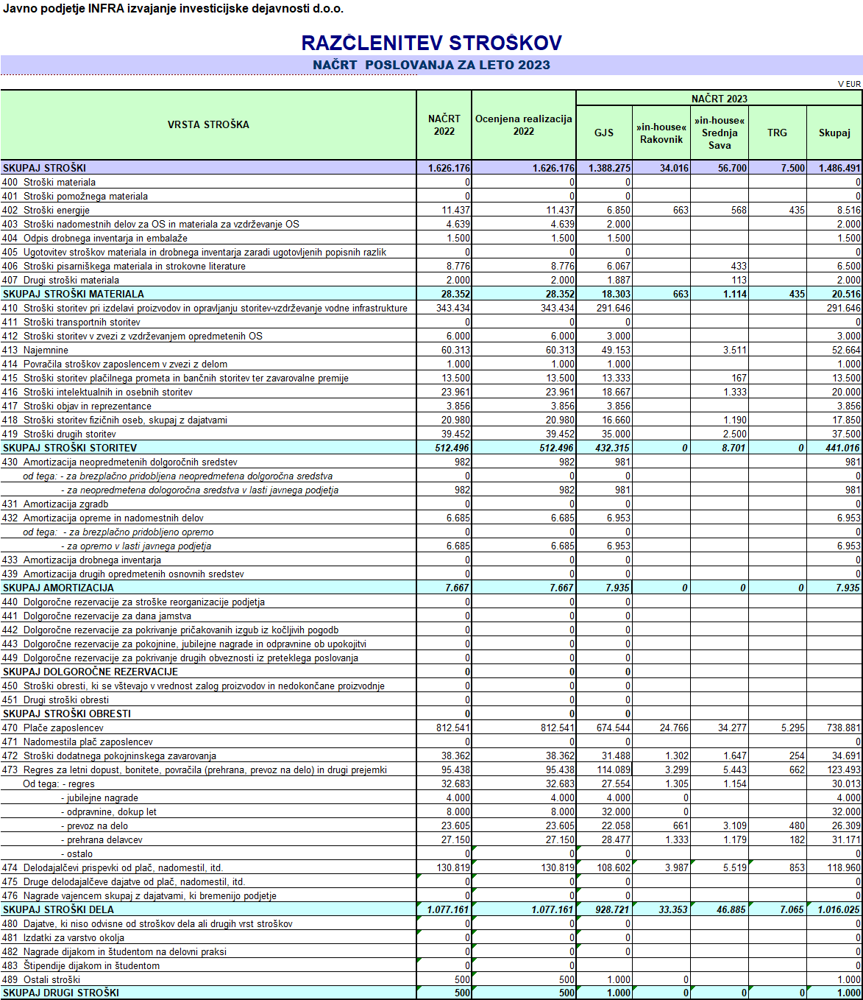 Javno podjetje INFRA izvajanje investicijske dejavnosti d.o.o.
RAZČLENITEV STROŠKOV
NAČRT POSLOVANJA ZA LETO 2023
V EUR
VRSTA STROŠKA NAČRT 2022 Ocenjena realizacija 2022 NAČRT 2023
GJS »in-house« Rakovnik »in-house« Srednja Sava TRG Skupaj
SKUPAJ STROŠKI 1.626.176 1.626.176 1.388.275 34.016 56.700 7.500 1.486.491
400 Stroški materiala 0 0 0 0
401 Stroški pomožnega materiala 0 0 0 0
402 Stroški energije 11.437 11.437 6.850 663 568 435 8.516
403 Stroški nadomestnih delov za OS in materiala za vzdrževanje OS 4.639 4.639 2.000 2.000
404 Odpis drobnega inventarja in embalaže 1.500 1.500 1.500 1.500
405 Ugotovitev stroškov materiala in drobnega inventarja zaradi ugotovljenih popisnih razlik 0 0 0 0
406 Stroški pisarniškega materiala in strokovne literature 8.776 8.776 6.067 433 6.500
407 Drugi stroški materiala 2.000 2.000 1.887 113 2.000
SKUPAJ STROŠKI MATERIALA 28.352 28.352 18.303 663 1.114 435 20.516
410 Stroški storitev pri izdelavi proizvodov in opravljanju storitev-vzdrževanje vodne infrastrukture 343.434 343.434 291.646 291.646
411 Stroški transportnih storitev 0 0 0 0
412 Stroški storitev v zvezi z vzdrževanjem opredmetenih OS 6.000 6.000 3.000 3.000
413 Najemnine 60.313 60.313 49.153 3.511 52.664
414 Povračila stroškov zaposlencem v zvezi z delom 1.000 1.000 1.000 1.000
415 Stroški storitev plačilnega prometa in bančnih storitev ter zavarovalne premije 13.500 13.500 13.333 167 13.500
416 Stroški intelektualnih in osebnih storitev 23.961 23.961 18.667 1.333 20.000
417 Stroški objav in reprezentance 3.856 3.856 3.856 3.856
418 Stroški storitev fizičnih oseb, skupaj z dajatvami 20.980 20.980 16.660 1.190 17.850
419 Stroški drugih storitev 39.452 39.452 35.000 2.500 37.500
SKUPAJ STROŠKI STORITEV 512.496 512.496 432.315 0 8.701 0 441.016
430 Amortizacija neopredmetenih dolgoročnih sredstev 982 982 981 981
od tega: - za brezplačno pridobljena neopredmetena dolgoročna sredstva 0 0 0 0
- za neopredmetena dologoročna sredstva v lasti javnega podjetja 982 982 981 981
431 Amortizacija zgradb 0 0 0 0
432 Amortizacija opreme in nadomestnih delov 6.685 6.685 6.953 6.953
od tega: - za brezplačno pridobljeno opremo 0 0 0 0
- za opremo v lasti javnega podjetja 6.685 6.685 6.953 6.953
433 Amortizacija drobnega inventarja 0 0 0 0
439 Amortizacija drugih opredmetenih osnovnih sredstev 0 0 0 0
SKUPAJ AMORTIZACIJA 7.667 7.667 7.935 0 0 0 7.935
440 Dolgoročne rezervacije za stroške reorganizacije podjetja 0 0 0
441 Dolgoročne rezervacije za dana jamstva 0 0 0
442 Dolgoročne rezervacije za pokrivanje pričakovanih izgub iz kočljivih pogodb 0 0 0
443 Dolgoročne rezervacije za pokojnine, jubilejne nagrade in odpravnine ob upokojitvi 0 0 0
449 Dolgoročne rezervacije za pokrivanje drugih obveznosti iz preteklega poslovanja 0 0 0
SKUPAJ DOLGOROČNE REZERVACIJE 0 0 0
450 Stroški obresti, ki se vštevajo v vrednost zalog proizvodov in nedokončane proizvodnje 0 0 0
451 Drugi stroški obresti 0 0 0
SKUPAJ STROŠKI OBRESTI 0 0 0
470 Plače zaposlencev 812.541 812.541 674.544 24.766 34.277 5.295 738.881
471 Nadomestila plač zaposlencev 0 0 0 0
472 Stroški dodatnega pokojninskega zavarovanja 38.362 38.362 31.488 1.302 1.647 254 34.691
473 Regres za letni dopust, bonitete, povračila (prehrana, prevoz na delo) in drugi prejemki 95.438 95.438 114.089 3.299 5.443 662 123.493
Od tega: - regres 32.683 32.683 27.554 1.305 1.154 30.013
- jubilejne nagrade 4.000 4.000 4.000 0 4.000
- odpravnine, dokup let 8.000 8.000 32.000 0 32.000
- prevoz na delo 23.605 23.605 22.058 661 3.109 480 26.309
- prehrana delavcev 27.150 27.150 28.477 1.333 1.179 182 31.171
- ostalo 0 0 0 0
474 Delodajalčevi prispevki od plač, nadomestil, itd. 130.819 130.819 108.602 3.987 5.519 853 118.960
475 Druge delodajalčeve dajatve od plač, nadomestil, itd. 0 0 0 0
476 Nagrade vajencem skupaj z dajatvami, ki bremenijo podjetje 0 0 0 0
SKUPAJ STROŠKI DELA 1.077.161 1.077.161 928.721 33.353 46.885 7.065 1.016.025
480 Dajatve, ki niso odvisne od stroškov dela ali drugih vrst stroškov 0 0 0 0
481 Izdatki za varstvo okolja 0 0 0 0
482 Nagrade dijakom in študentom na delovni praksi 0 0 0 0
483 Štipendije dijakom in študentom 0 0 0
489 Ostali stroški 500 500 1.000 0 1.000
SKUPAJ DRUGI STROŠKI 500 500 1.000 0 0 0 1.000